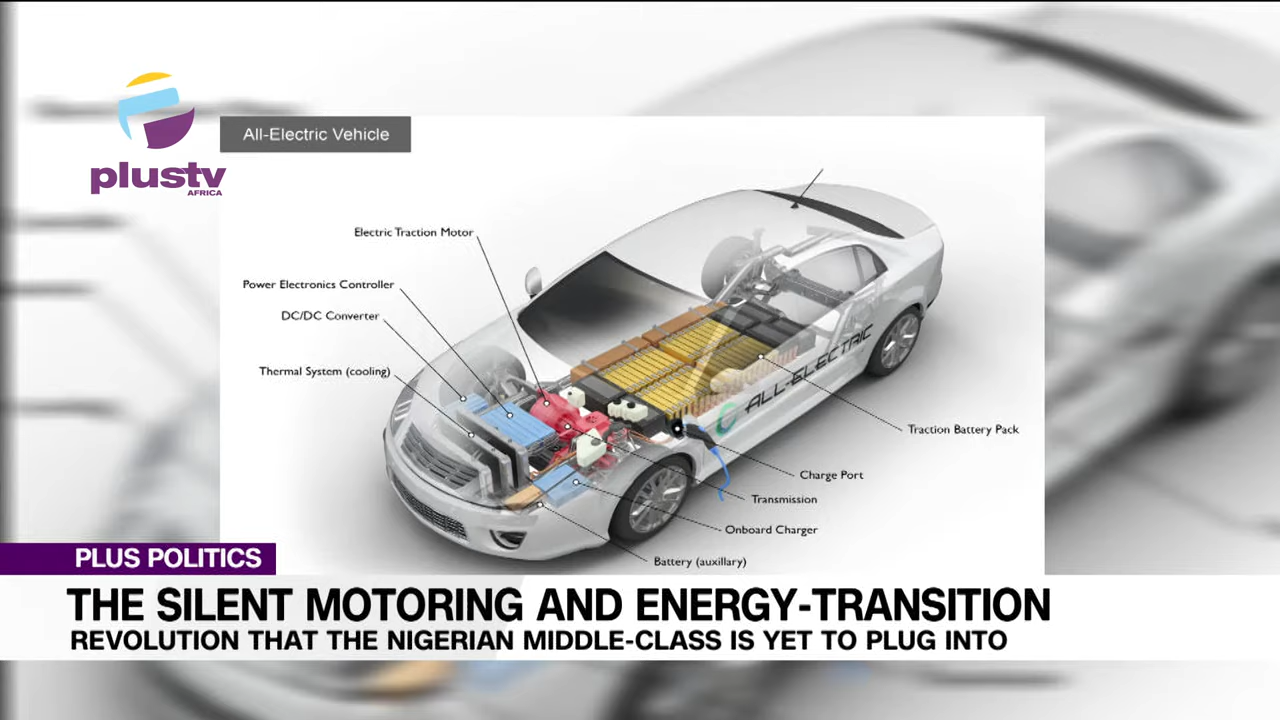 All-Electric Vehicle
plustv
AFRICA
Electric Traction Motor
Power Electronics Controller
DC/DC Converter
Thermal System (cooling)
ALL-ELECTRIC
Traction Battery Pack
Charge Port
Transmission
Onboard Charger
Battery (auxillary)
PLUS POLITICS
THE SILENT MOTORING AND ENERGY-TRANSITION
REVOLUTION THAT THE NIGERIAN MIDDLE-CLASS IS YET TO PLUG INTO